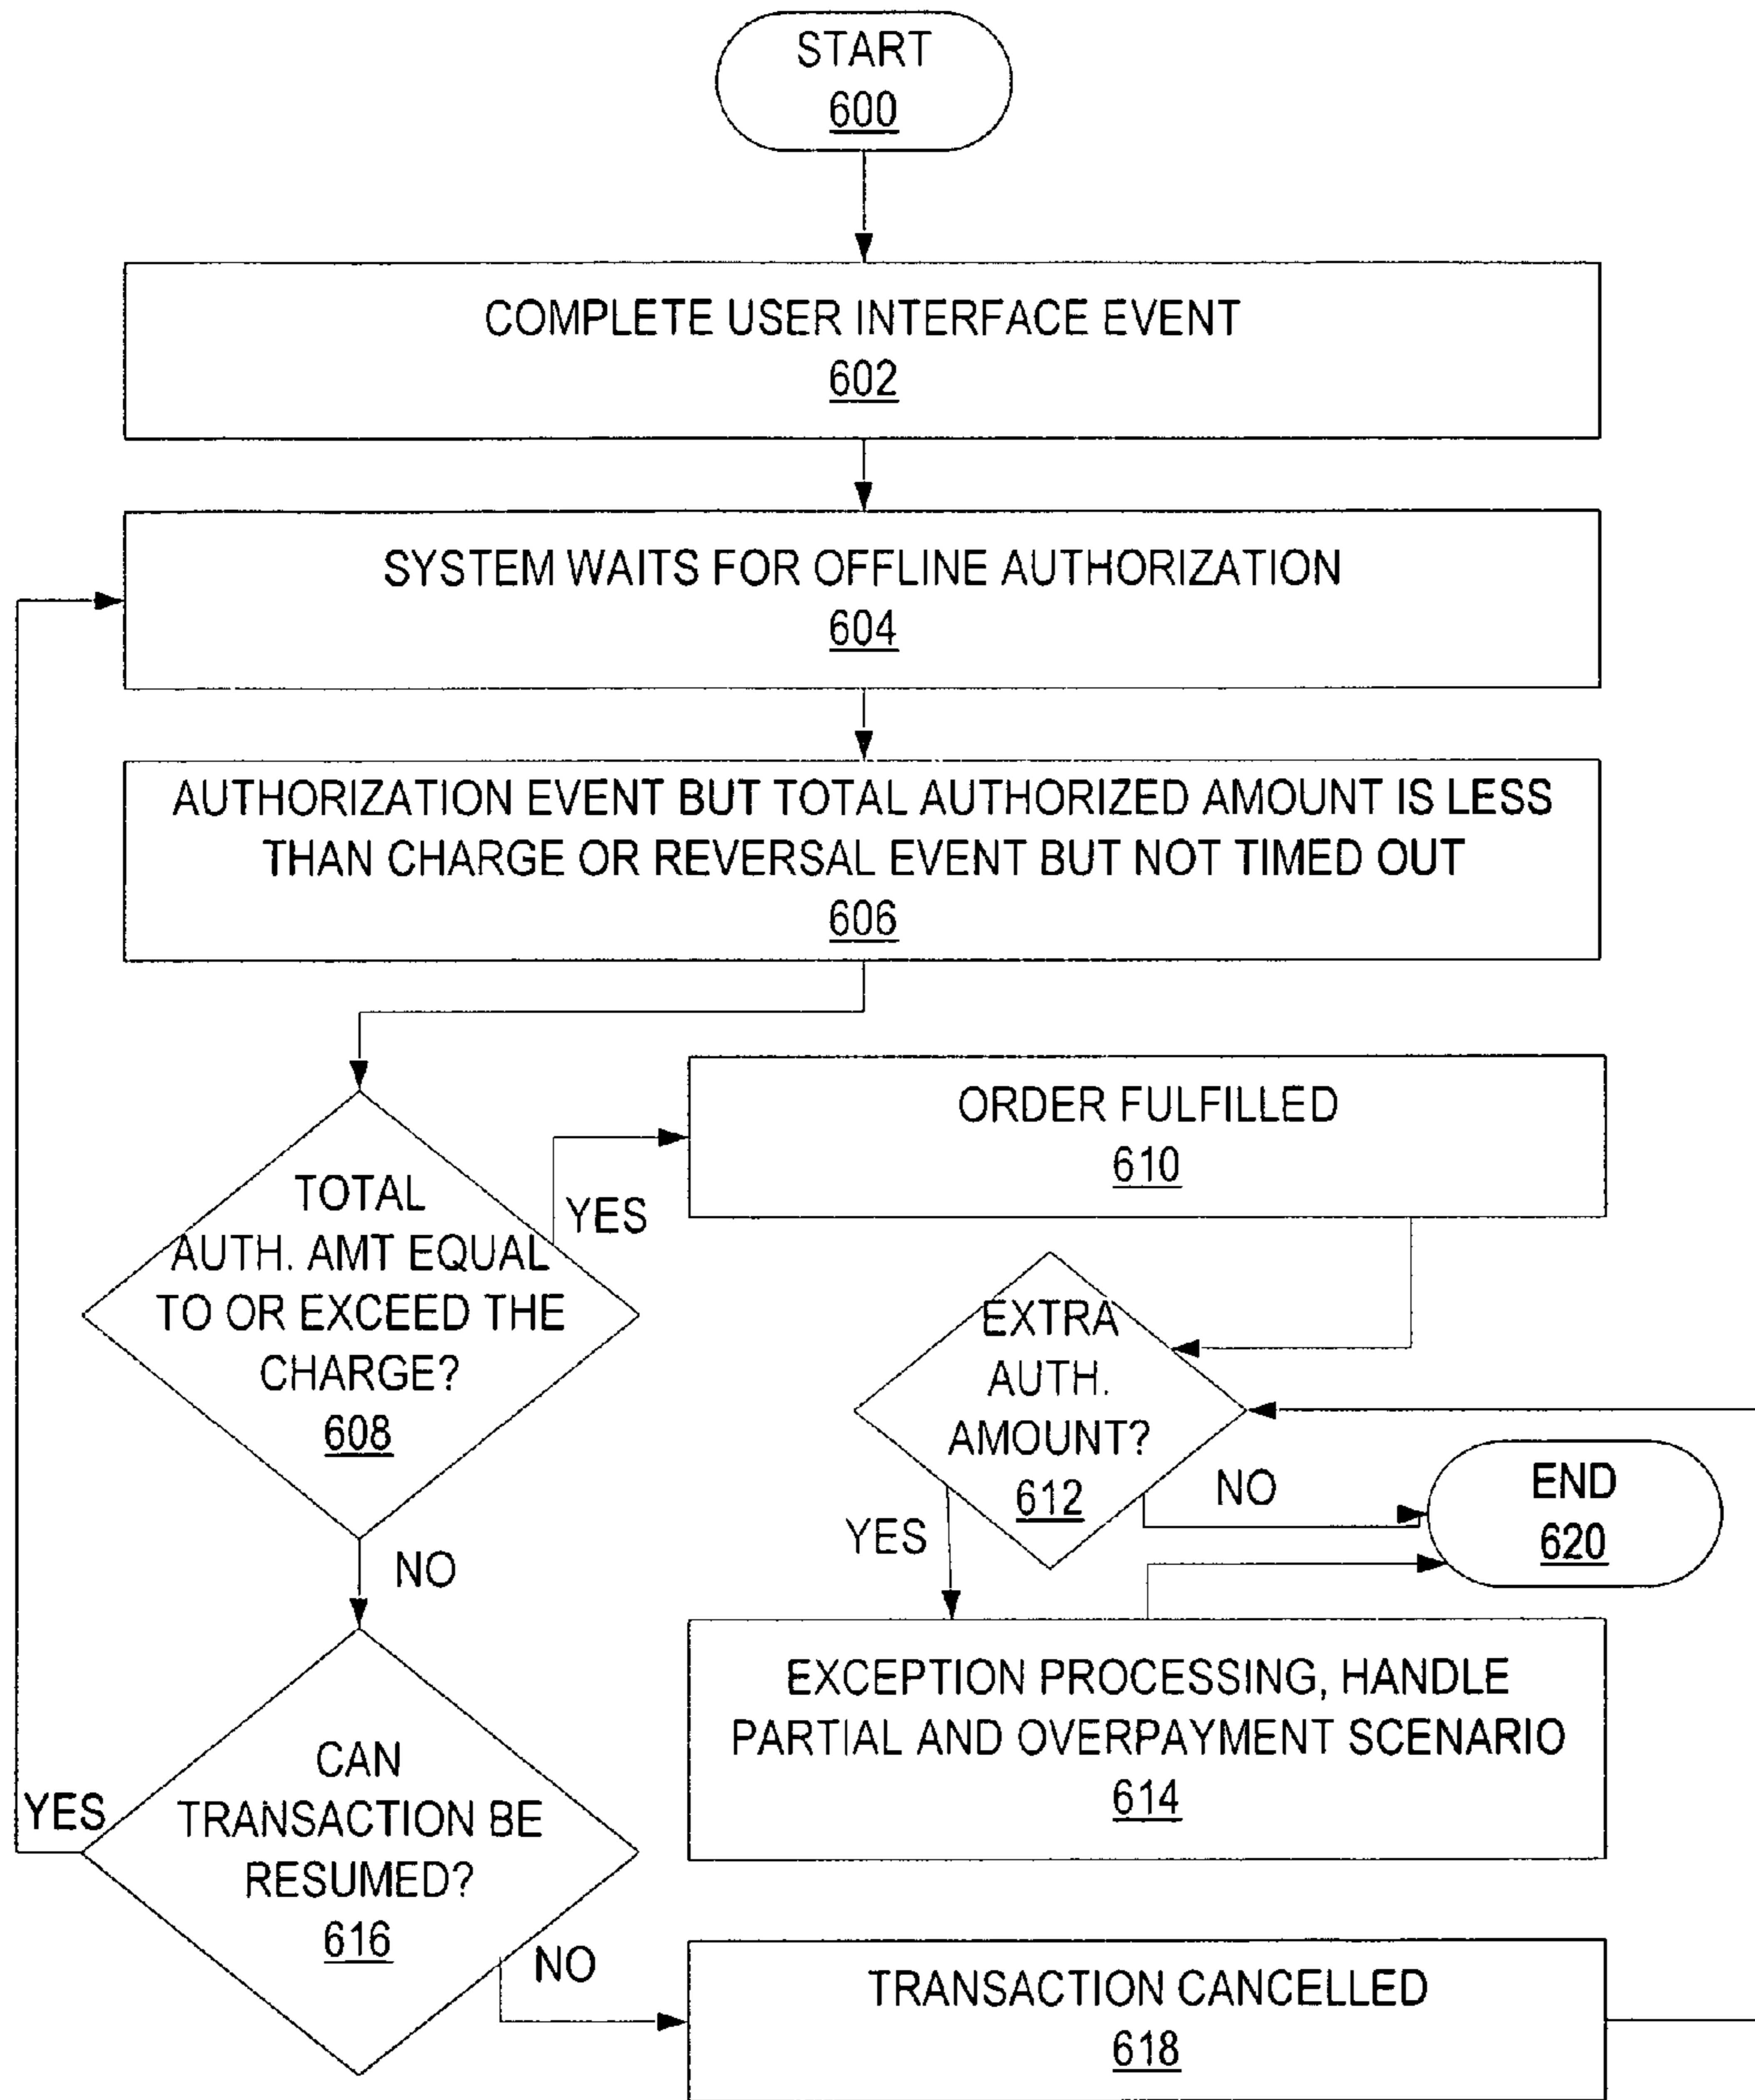 START
600
COMPLETE USER INTERFACE EVENT
602
SYSTEM WAITS FOR OFFLINE AUTHORIZATION
604
AUTHORIZATION EVENT BUT TOTAL AUTHORIZED AMOUNT IS LESS
THAN CHARGE OR REVERSAL EVENT BUT NOT TIMED OUT
606
ORDER FULFILLED
610
TOTAL
AUTH. AMT EQUAL
TO OR EXCEED THE
CHARGE?
608
YES
EXTRA
AUTH.
AMOUNT?
612
NO
END
620
YES
NO
EXCEPTION PROCESSING, HANDLE
PARTIAL AND OVERPAYMENT SCENARIO
614
CAN
TRANSACTION BE
RESUMED?
616
YES
NO
TRANSACTION CANCELLED
618